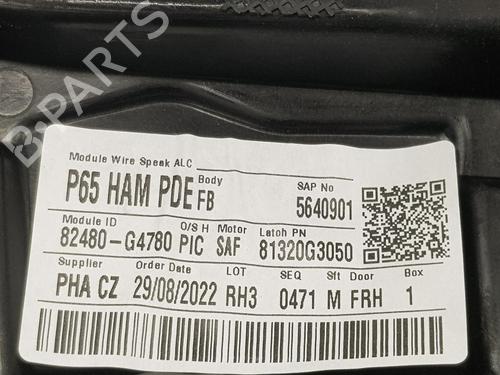 B-PARTS
Module Wire Speak ALC Body SAP No
P65 HAM PDE FB 5640901
Module ID O/S H Motor Latch PN
82480-G4780 PIC SAF 81320G3050
Supplier Order Date LOT SEQ Sft Door Box
PHA CZ 29/08/2022 RH3 0471 M FRH 1